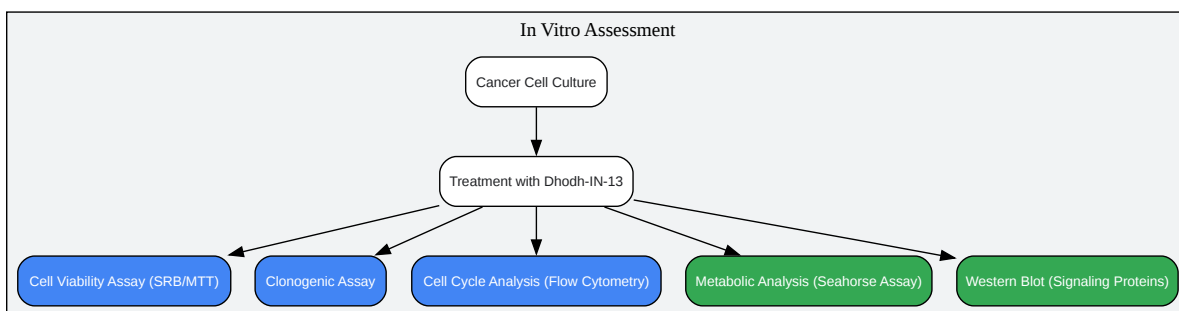 In Vitro Assessment
Cancer Cell Culture
Treatment with Dhodh-IN-13
Cell Viability Assay (SRB/MTT)
Clonogenic Assay
Cell Cycle Analysis (Flow Cytometry)
Metabolic Analysis (Seahorse Assay)
Western Blot (Signaling Proteins)